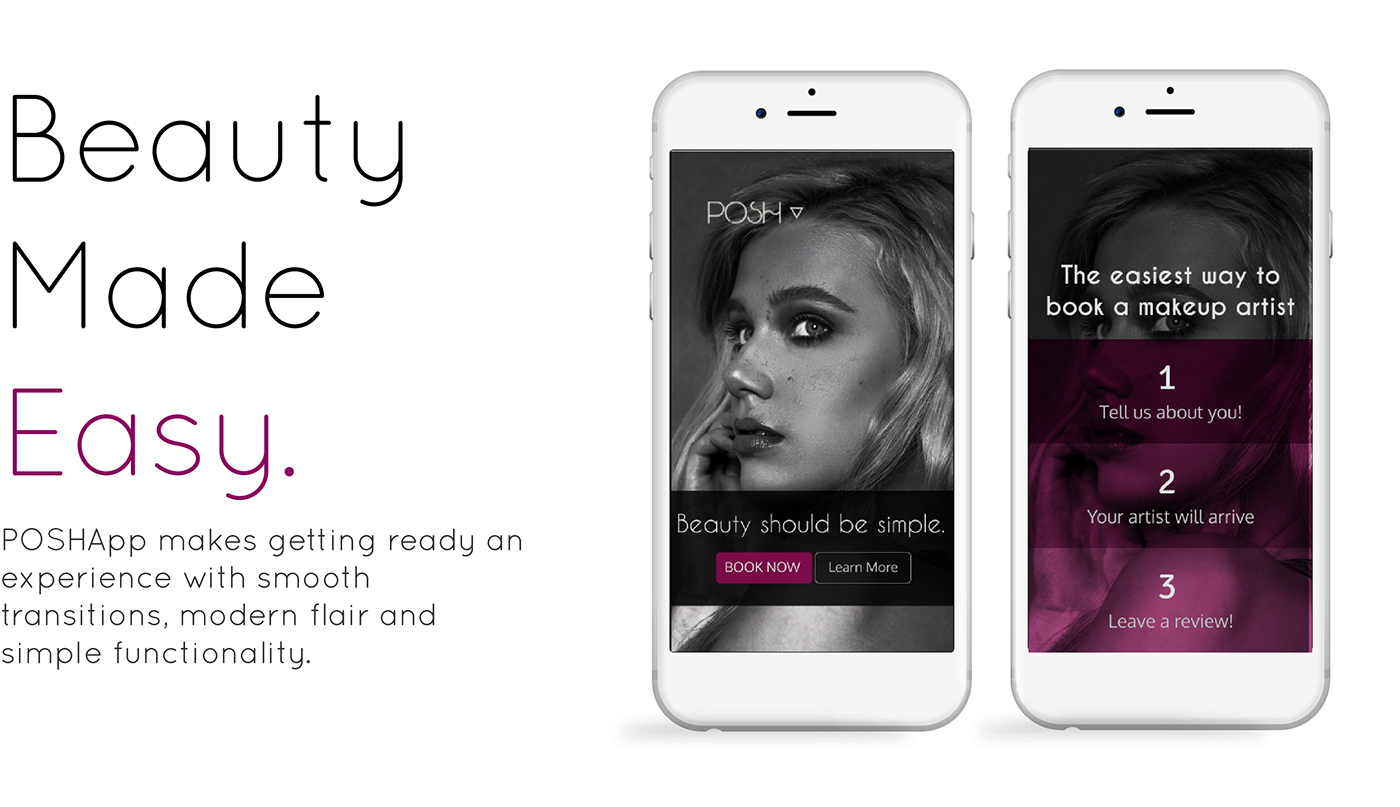 Beauty
Made
Easy.
POSHApp makes getting ready an
experience with smooth
transitions, modern flair and
simple functionality.
POSH
Beauty should be simple.
BOOK NOW
Learn More
The easiest way to
book a makeup artist
1
Tell us about you!
2
Your artist will arrive
3
Leave a review!